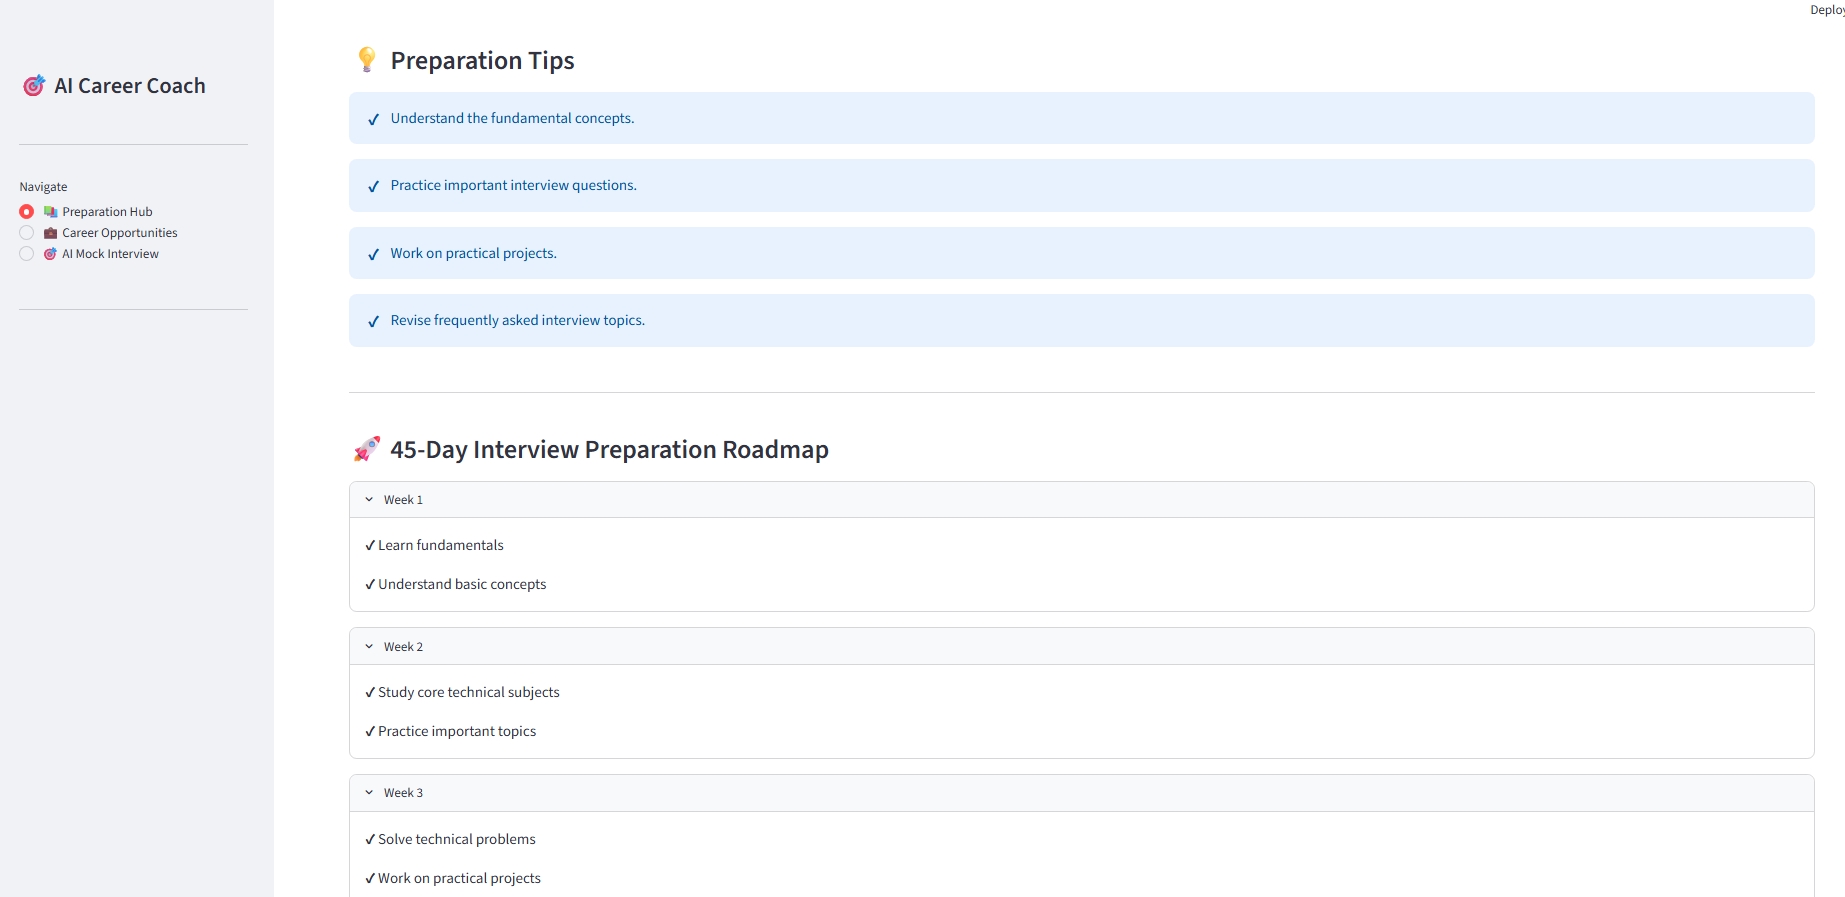 Deploy
AI Career Coach
Navigate
Preparation Hub
Career Opportunities
AI Mock Interview
Preparation Tips
✓ Understand the fundamental concepts.
✓ Practice important interview questions.
✓ Work on practical projects.
✓ Revise frequently asked interview topics.
45-Day Interview Preparation Roadmap
Week 1
✓ Learn fundamentals
✓ Understand basic concepts
Week 2
✓ Study core technical subjects
✓ Practice important topics
Week 3
✓ Solve technical problems
✓ Work on practical projects